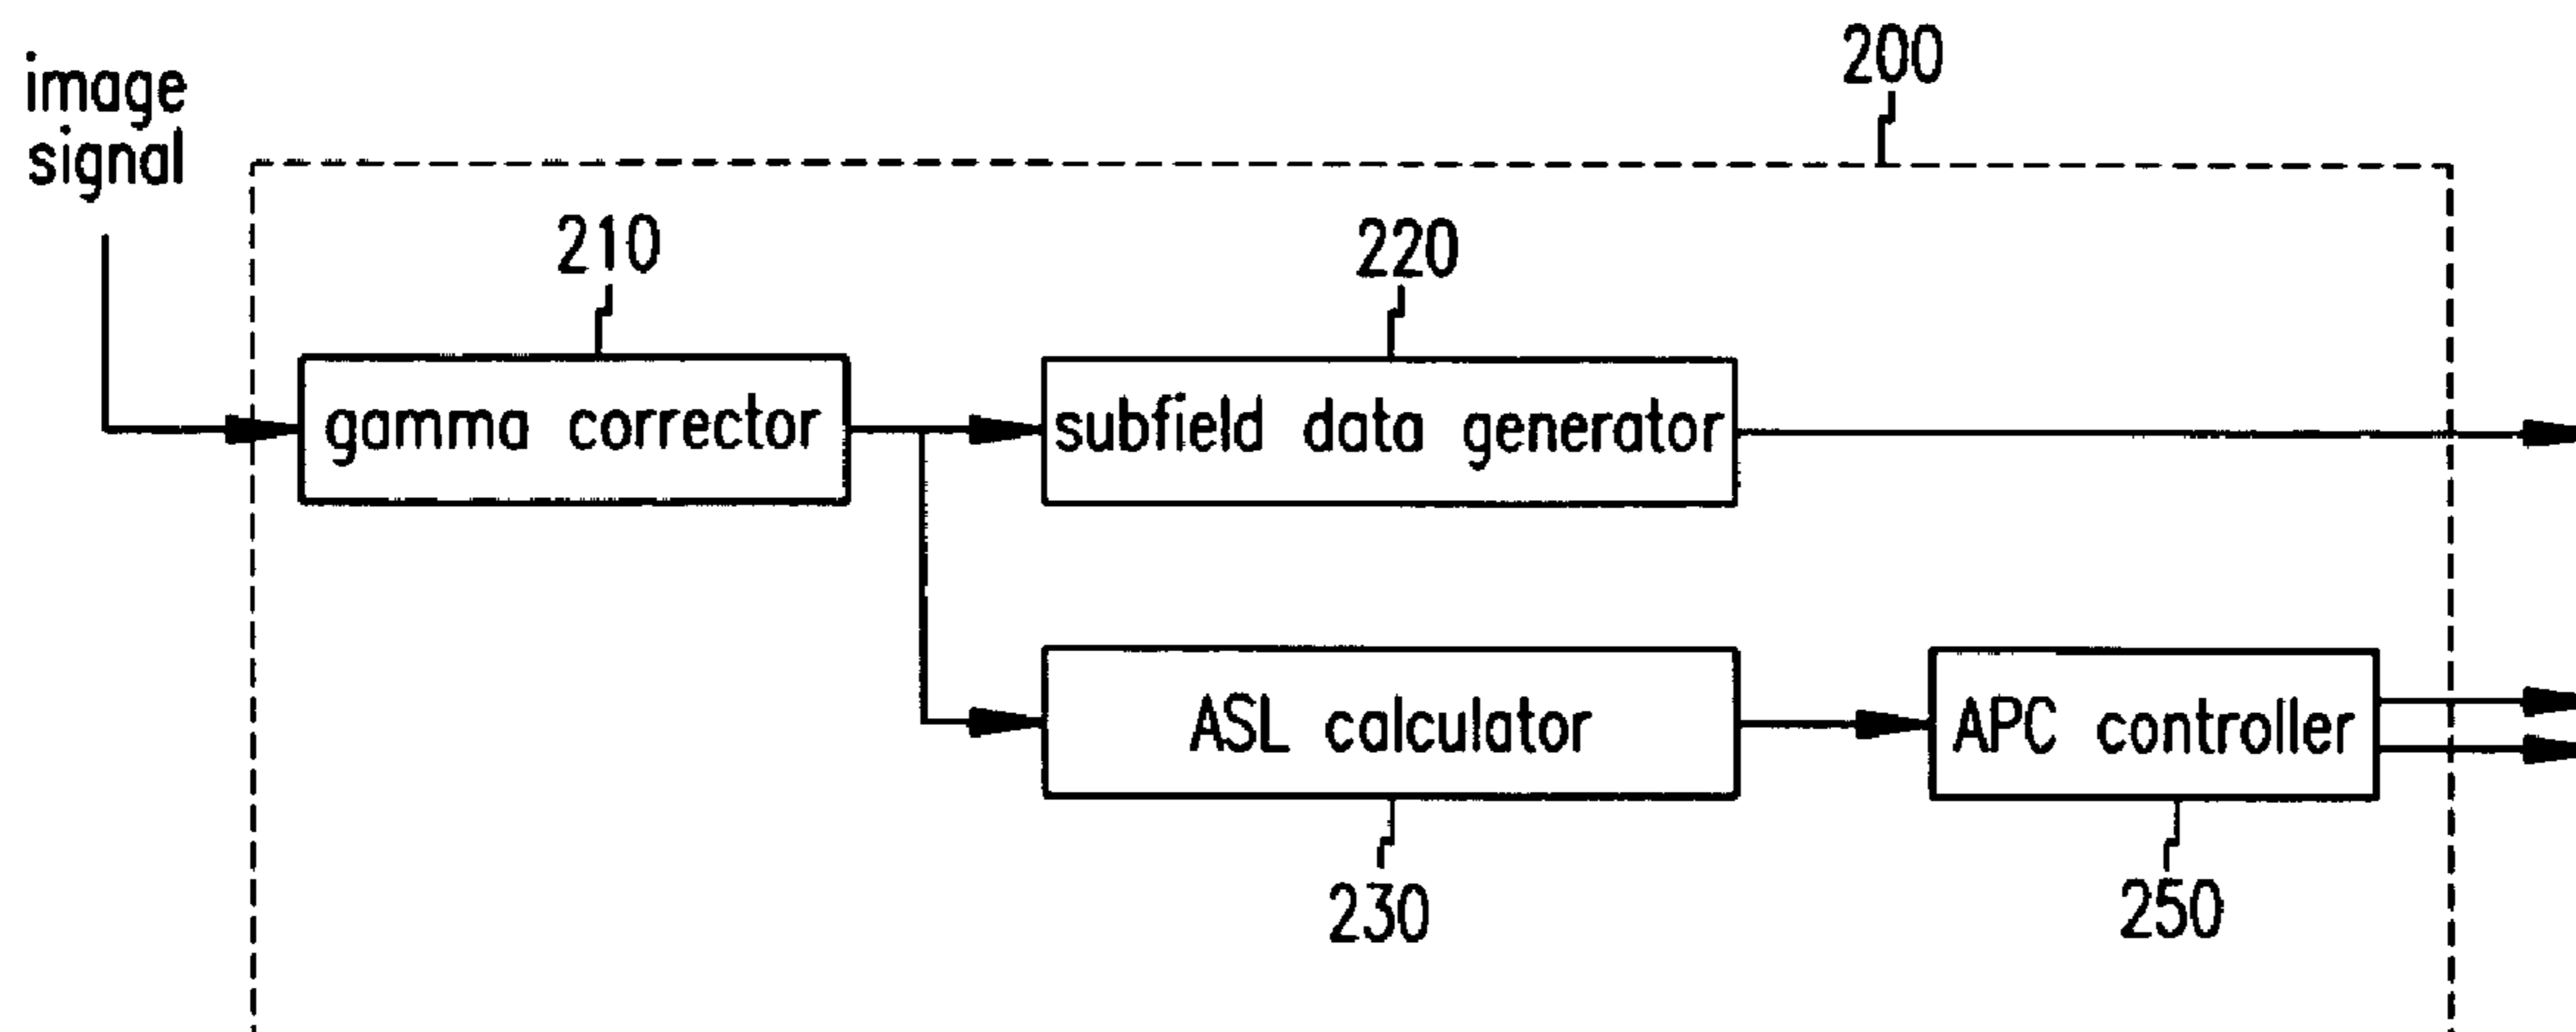 image
signal
200
210
220
gamma corrector
subfield data generator
ASL calculator
APC controller
230
250